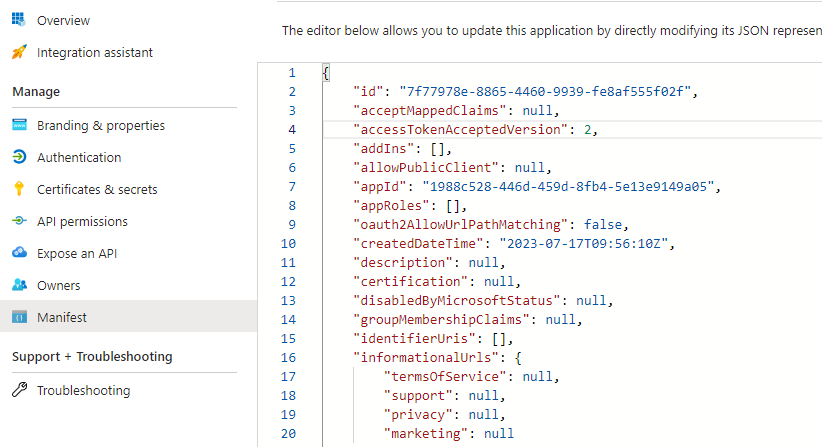 Overview
Integration assistant
Manage
Branding & properties
Authentication
Certificates & secrets
API permissions
Expose an API
Owners
Manifest
Support + Troubleshooting
Troubleshooting
The editor below allows you to update this application by directly modifying its JSON represen
1 {
2 "id": "7f77978e-8865-4460-9939-fe8af555f02f",
3 "acceptMappedClaims": null,
4 "accessTokenAcceptedVersion": 2,
5 "addIns": [],
6 "allowPublicClient": null,
7 "appId": "1988c528-446d-459d-8fb4-5e13e9149a05",
8 "appRoles": [],
9 "oauth2AllowUrlPathMatching": false,
10 "createdDateTime": "2023-07-17T09:56:10Z",
11 "description": null,
12 "certification": null,
13 "disabledByMicrosoftStatus": null,
14 "groupMembershipClaims": null,
15 "identifierUris": [],
16 "informationalUrls": {
17 "termsOfService": null,
18 "support": null,
19 "privacy": null,
20 "marketing": null